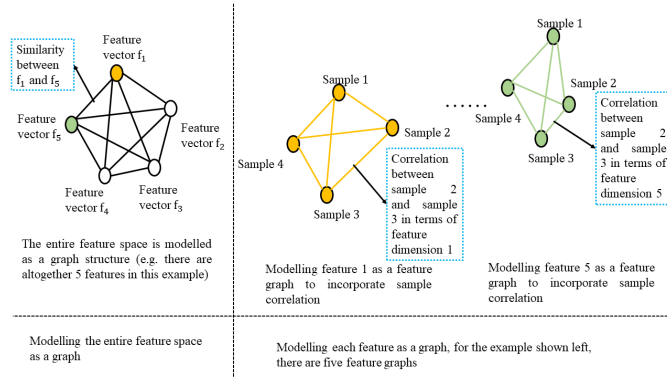 Similarity
between
f1 and f5
Feature
vector f1
Feature
vector f5
Feature
vector f2
Feature
vector f4
Feature
vector f3
The entire feature space is modelled
as a graph structure (e.g. there are
altogether 5 features in this example)
Sample 1
Sample 2
Sample 4
Sample 3
Correlation
between
sample 2
and sample
3 in terms of
feature
dimension 1
Modelling feature 1 as a feature
graph to incorporate sample
correlation
......
Sample 1
Sample 2
Sample 4
Sample 3
Correlation
between
sample 2
and sample
3 in terms of
feature
dimension 5
Modelling feature 5 as a feature
graph to incorporate sample
correlation
Modelling the entire feature space
as a graph
Modelling each feature as a graph, for the example shown left,
there are five feature graphs